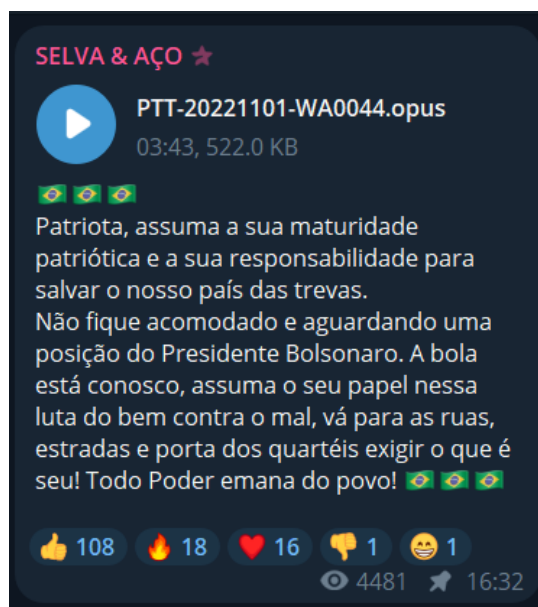 SELVA & AÇO
PTT-20221101-WA0044.opus
03:43, 522.0 KB
🇧🇷 🇧🇷 🇧🇷
Patriota, assuma a sua maturidade
patriótica e a sua responsabilidade para
salvar o nosso país das trevas.
Não fique acomodado e aguardando uma
posição do Presidente Bolsonaro. A bola
está conosco, assuma o seu papel nessa
luta do bem contra o mal, vá para as ruas,
estradas e porta dos quartéis exigir o que é
seu! Todo Poder emana do povo! 🇧🇷 🇧🇷 🇧🇷
👍 108 🔥 18 ❤️ 16 👎 1 😁 1
4481 16:32